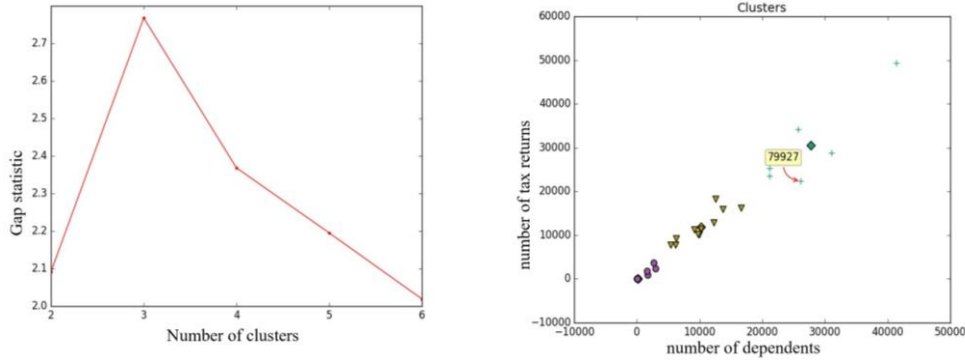 2.7
2.6
2.5
2.4
2.3
2.2
2.1
2.0
2 3 4 5 6
Gap statistic
Number of clusters
Clusters
60000
50000
40000
30000
20000
10000
0
−10000
−10000 0 10000 20000 30000 40000 50000
number of tax returns
number of dependents
79927